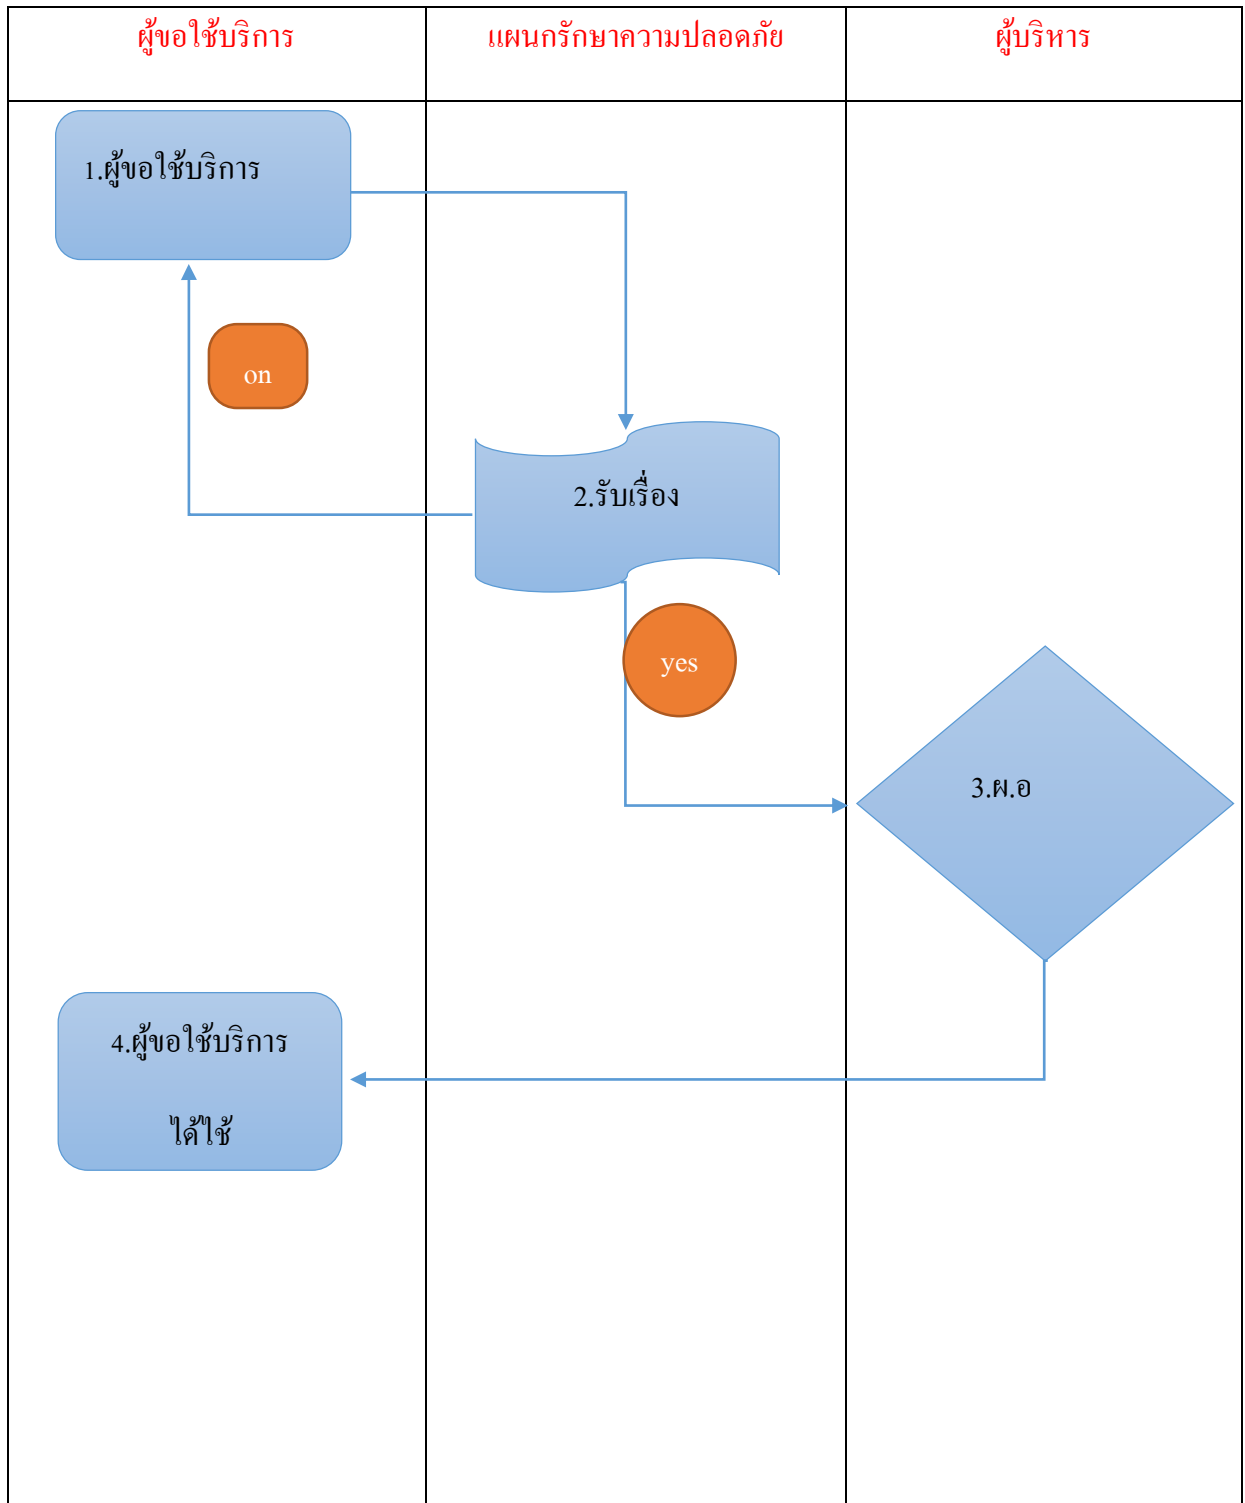 ผู้ขอใช้บริการ
แผนกรักษาความปลอดภัย
ผู้บริหาร
1.ผู้ขอใช้บริการ
on
2.รับเรื่อง
yes
3.ผ.อ
4.ผู้ขอใช้บริการ
ได้ไช้